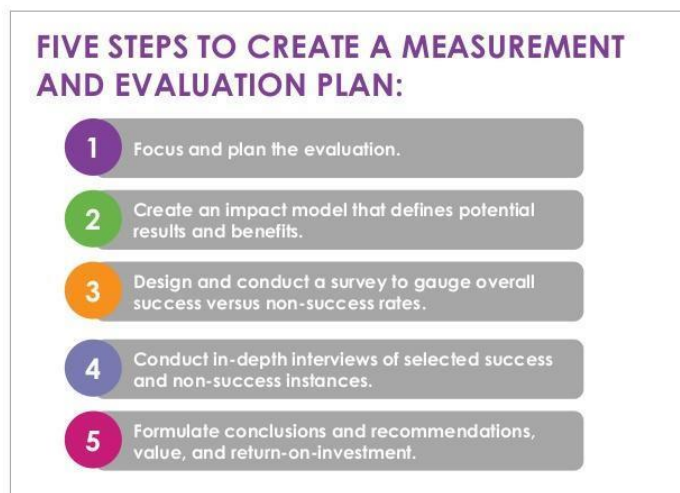 FIVE STEPS TO CREATE A MEASUREMENT
AND EVALUATION PLAN:
1
Focus and plan the evaluation.
2
Create an impact model that defines potential
results and benefits.
3
Design and conduct a survey to gauge overall
success versus non-success rates.
4
Conduct in-depth interviews of selected success
and non-success instances.
5
Formulate conclusions and recommendations,
value, and return-on-investment.